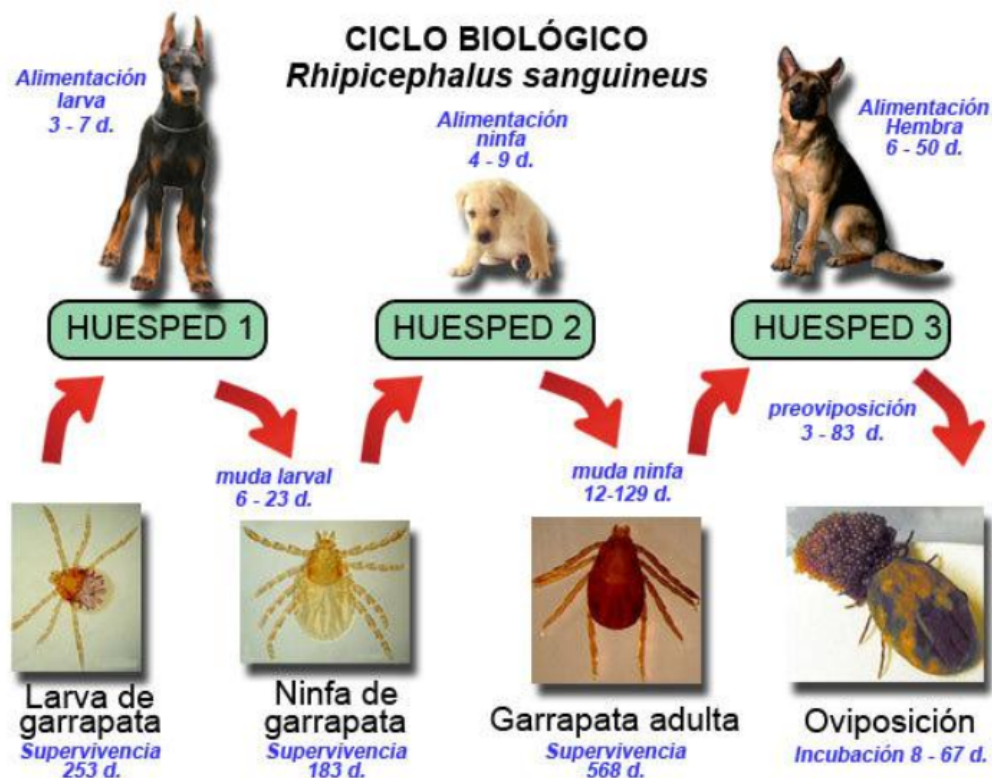 CICLO BIOLÓGICO
Rhipicephalus sanguineus
Alimentación
larva
3 - 7 d.
Alimentación
ninfa
4 - 9 d.
Alimentación
Hembra
6 - 50 d.
HUESPED 1
HUESPED 2
HUESPED 3
muda larval
6 - 23 d.
muda ninfa
12-129 d.
preoviposición
3 - 83 d.
Larva de
garrapata
Supervivencia
253 d.
Ninfa de
garrapata
Supervivencia
183 d.
Garrapata adulta
Supervivencia
568 d.
Oviposición
Incubación 8 - 67 d.